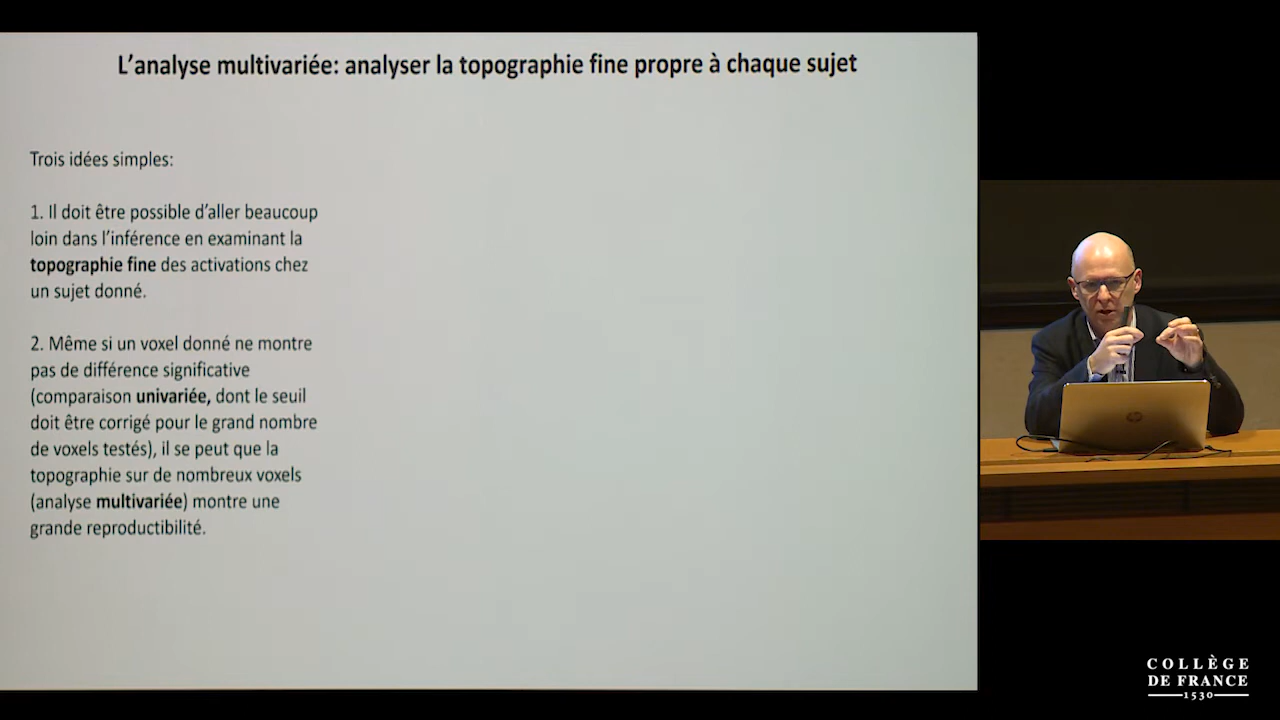 L'analyse multivariée: analyser la topographie fine propre à chaque sujet
Trois idées simples:
1. Il doit être possible d'aller beaucoup
loin dans l'inférence en examinant la
topographie fine des activations chez
un sujet donné.
2. Même si un voxel donné ne montre
pas de différence significative
(comparaison univariée, dont le seuil
doit être corrigé pour le grand nombre
de voxels testés), il se peut que la
topographie sur de nombreux voxels
(analyse multivariée) montre une
grande reproductibilité.
hp
COLLÈGE
DE FRANCE
1530